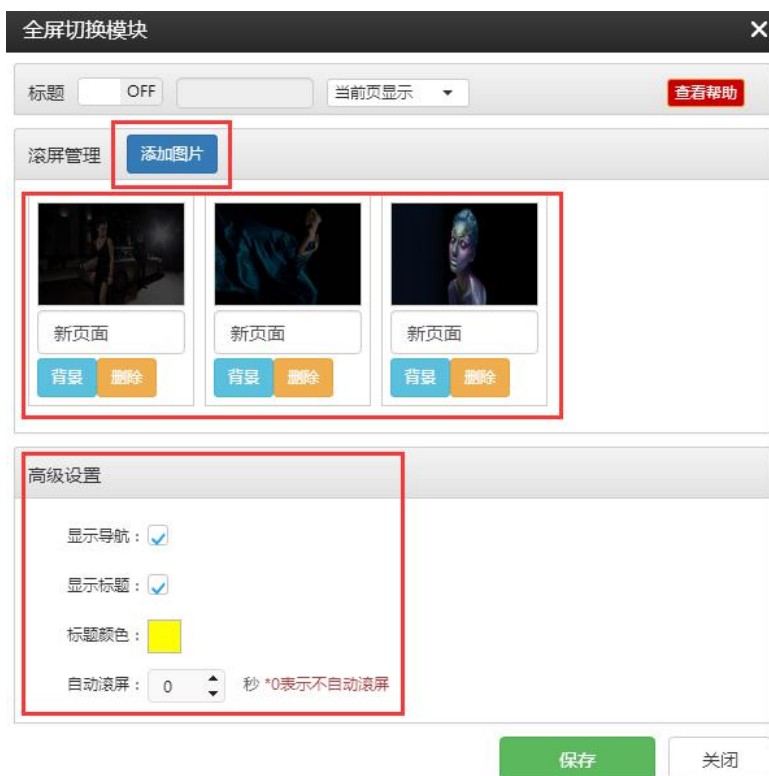 全屏切换模块
标题 OFF 当前页显示 查看帮助
滚屏管理 添加图片
新页面 新页面 新页面
背景 删除 背景 删除 背景 删除
高级设置
显示导航：
显示标题：
标题颜色：
自动滚屏： 0 秒 *0表示不自动滚屏
保存 关闭